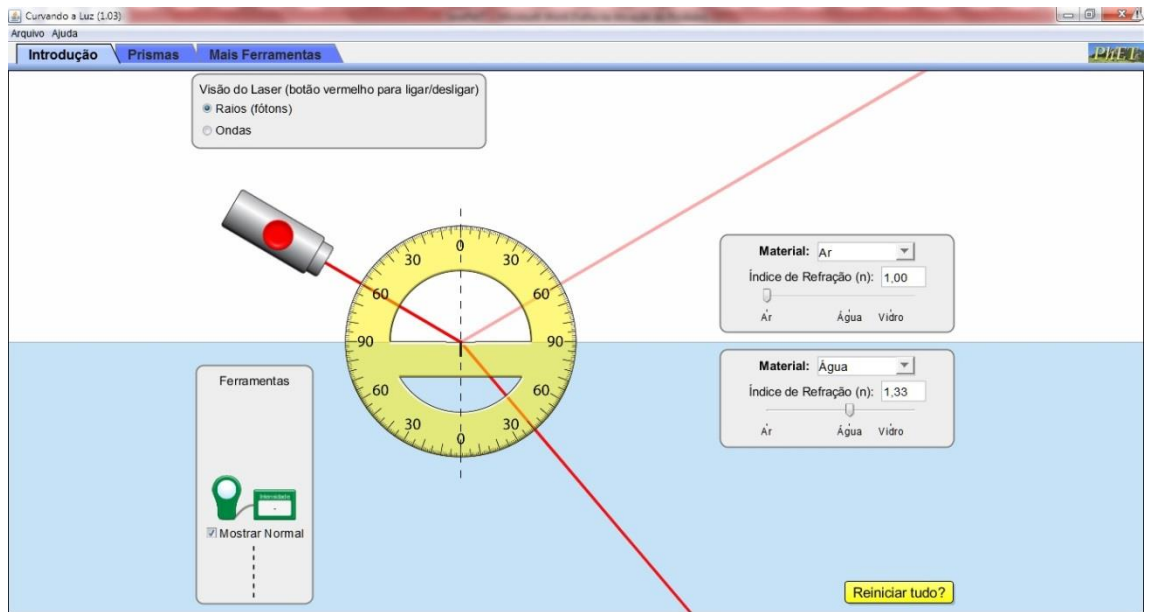 Curvando a Luz (1.03)
Arquivo Ajuda
Introdução Prismas Mais Ferramentas
PhET
Visão do Laser (botão vermelho para ligar/desligar)
Raios (fótons)
Ondas
0
30 30
60 60
90 90
60 60
30 30
0
Material: Ar
Índice de Refração (n): 1,00
Ar Água Vidro
Material: Água
Índice de Refração (n): 1,33
Ar Água Vidro
Ferramentas
Intensidade
-
Mostrar Normal
Reiniciar tudo?